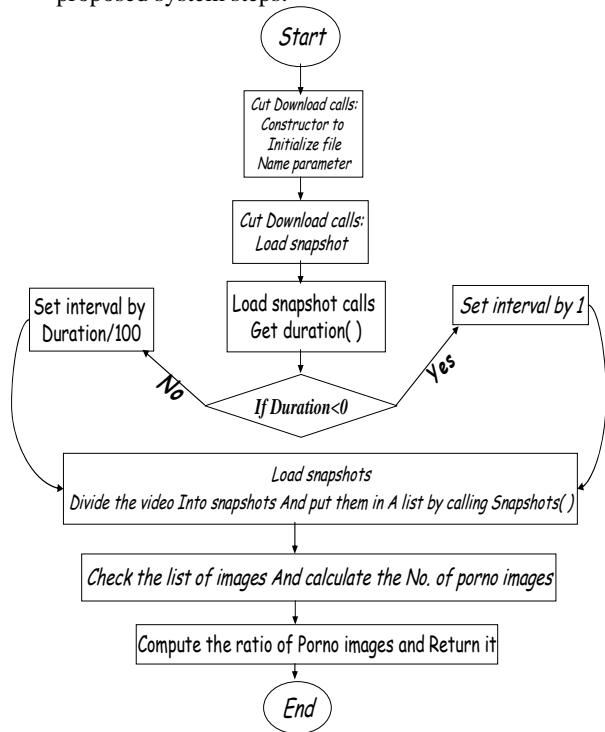 proposed system steps.
Start
Cut Download calls:
Constructor to
Initialize file
Name parameter
Cut Download calls:
Load snapshot
Load snapshot calls
Get duration( )
Set interval by
Duration/100
Set interval by 1
No
Yes
If Duration<0
Load snapshots
Divide the video Into snapshots And put them in A list by calling Snapshots( )
Check the list of images And calculate the No. of porno images
Compute the ratio of Porno images and Return it
End